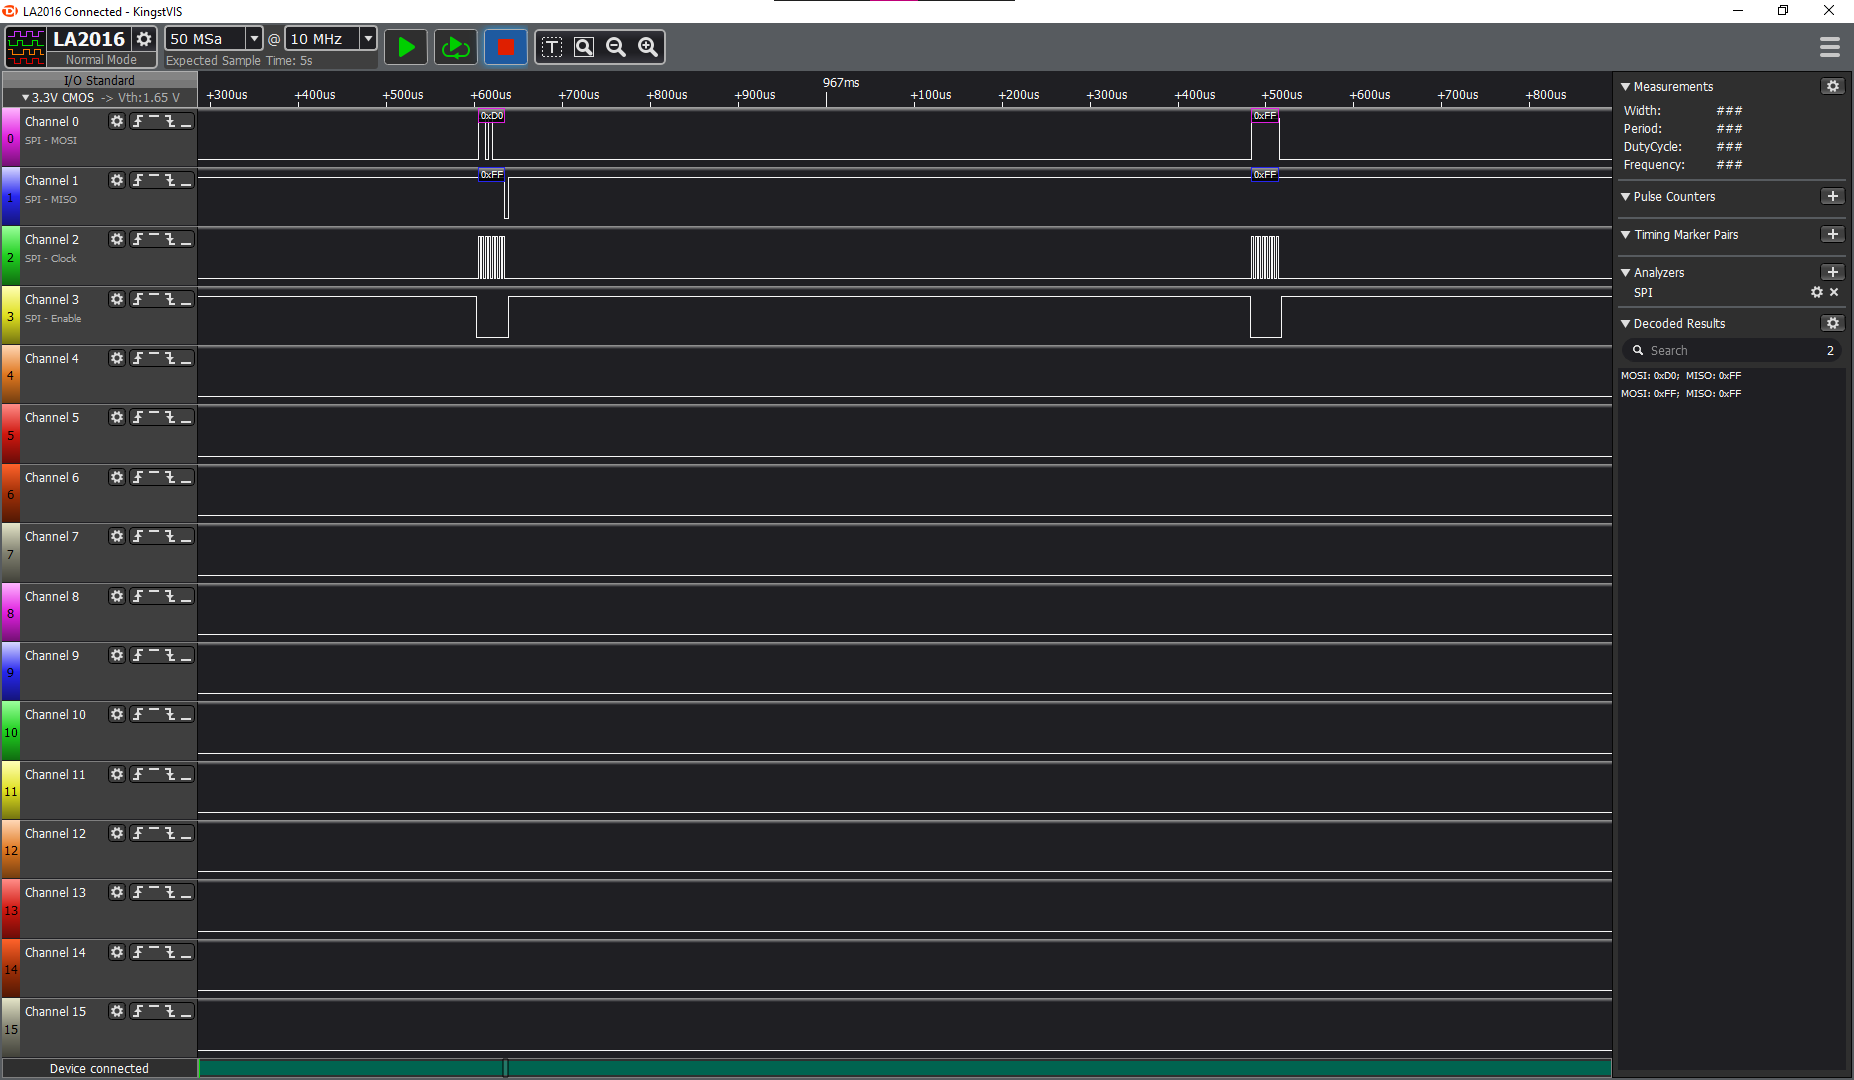 LA2016 Connected - KingstVIS
LA2016
Normal Mode
50 MSa @ 10 MHz
Expected Sample Time: 5s
T
I/O Standard
3.3V CMOS -> Vth:1.65 V
967ms
+300us +400us +500us +600us +700us +800us +900us +100us +200us +300us +400us +500us +600us +700us +800us
0 Channel 0
SPI - MOSI
0xD0 0xFF
1 Channel 1
SPI - MISO
0xFF 0xFF
2 Channel 2
SPI - Clock
3 Channel 3
SPI - Enable
4 Channel 4
5 Channel 5
6 Channel 6
7 Channel 7
8 Channel 8
9 Channel 9
10 Channel 10
11 Channel 11
12 Channel 12
13 Channel 13
14 Channel 14
15 Channel 15
Device connected
Measurements
Width: ###
Period: ###
DutyCycle: ###
Frequency: ###
Pulse Counters
Timing Marker Pairs
Analyzers
SPI
Decoded Results
Search 2
MOSI: 0xD0; MISO: 0xFF
MOSI: 0xFF; MISO: 0xFF